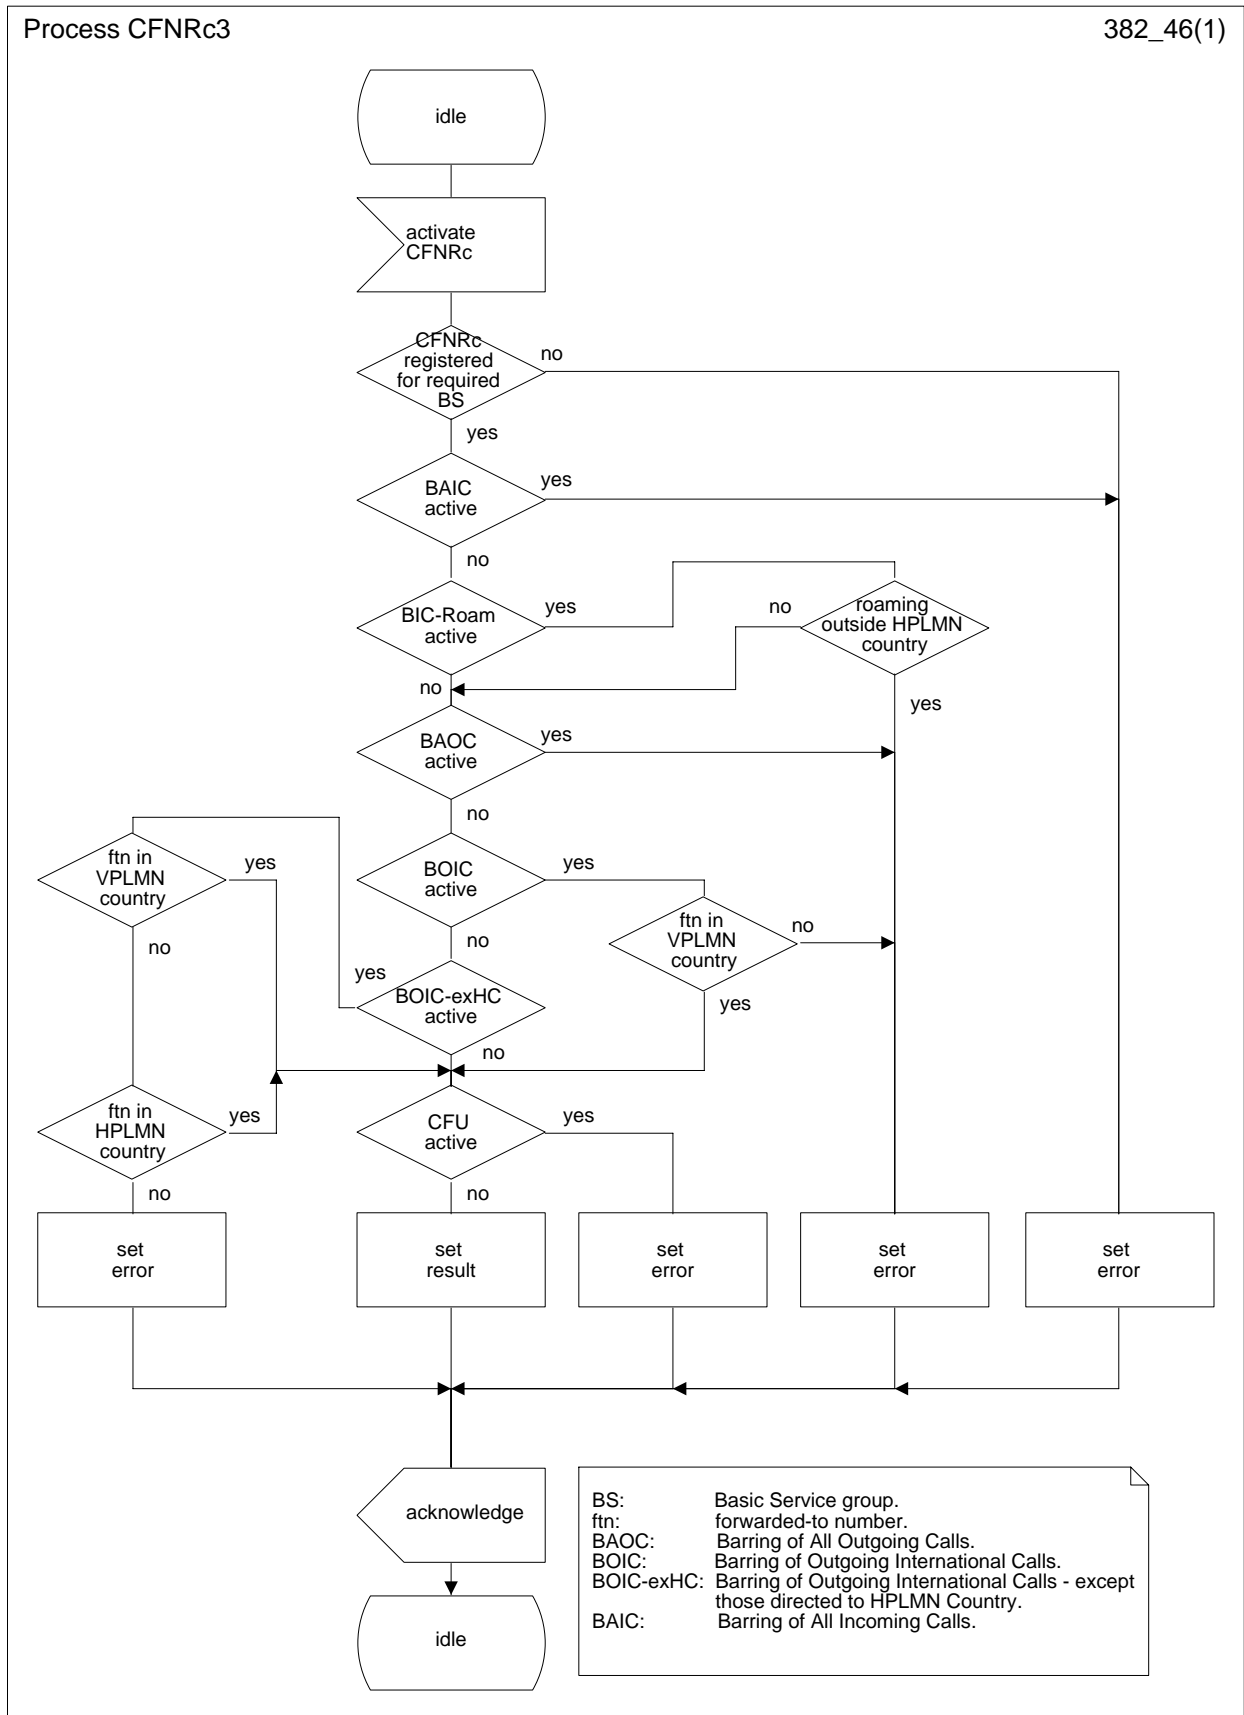 Process CFNRc3
382_46(1)
idle
activate
CFNRc
CFNRc
registered
for required
BS
no
yes
BAIC
active
yes
no
BIC-Roam
active
yes
no
roaming
outside HPLMN
country
no
yes
BAOC
active
yes
no
ftn in
VPLMN
country
yes
no
BOIC
active
yes
no
ftn in
VPLMN
country
no
yes
yes
BOIC-exHC
active
no
ftn in
HPLMN
country
yes
no
CFU
active
yes
no
set
error
set
result
set
error
set
error
set
error
acknowledge
idle
BS: Basic Service group.
ftn: forwarded-to number.
BAOC: Barring of All Outgoing Calls.
BOIC: Barring of Outgoing International Calls.
BOIC-exHC: Barring of Outgoing International Calls - except
those directed to HPLMN Country.
BAIC: Barring of All Incoming Calls.